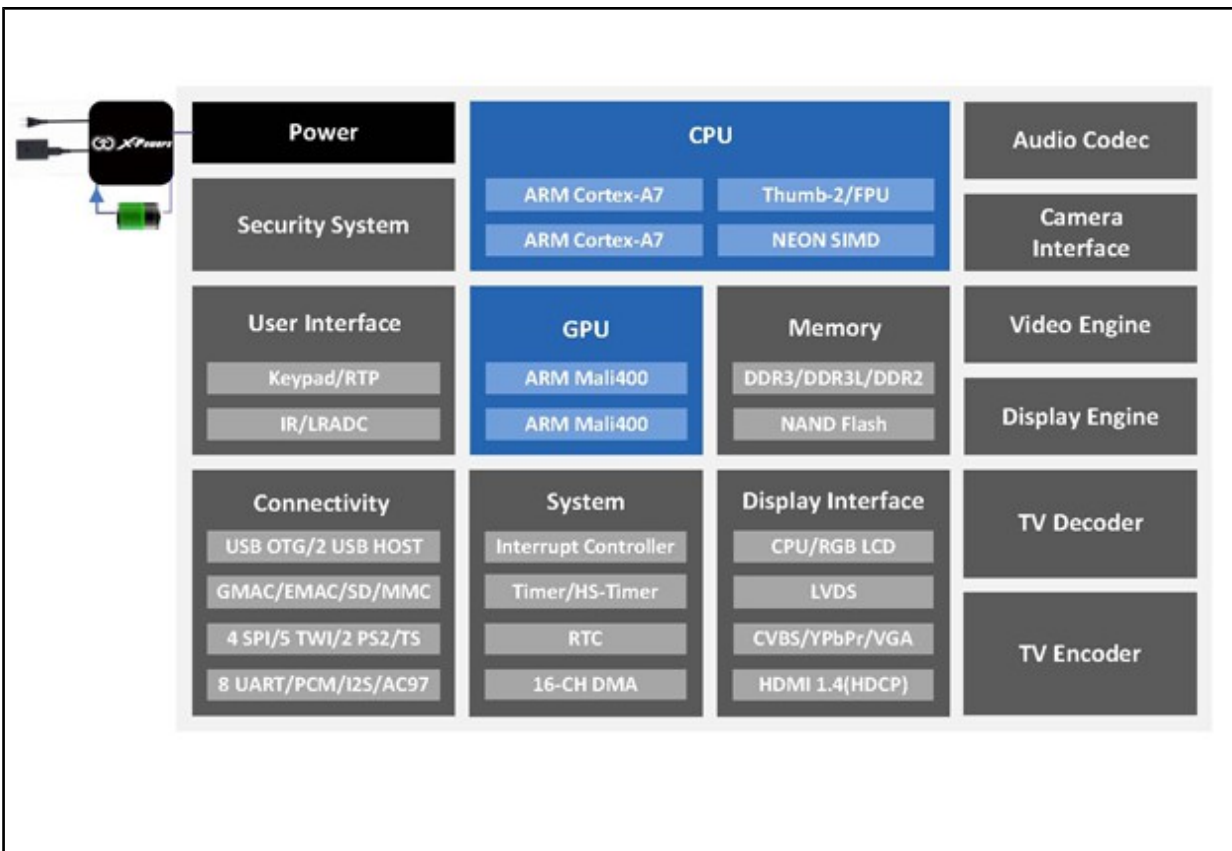 X-Powers
Power
Security System
CPU
ARM Cortex-A7
Thumb-2/FPU
ARM Cortex-A7
NEON SIMD
Audio Codec
Camera
Interface
User Interface
Keypad/RTP
IR/LRADC
GPU
ARM Mali400
ARM Mali400
Memory
DDR3/DDR3L/DDR2
NAND Flash
Video Engine
Display Engine
Connectivity
USB OTG/2 USB HOST
GMAC/EMAC/SD/MMC
4 SPI/5 TWI/2 PS2/TS
8 UART/PCM/I2S/AC97
System
Interrupt Controller
Timer/HS-Timer
RTC
16-CH DMA
Display Interface
CPU/RGB LCD
LVDS
CVBS/YPbPr/VGA
HDMI 1.4(HDCP)
TV Decoder
TV Encoder